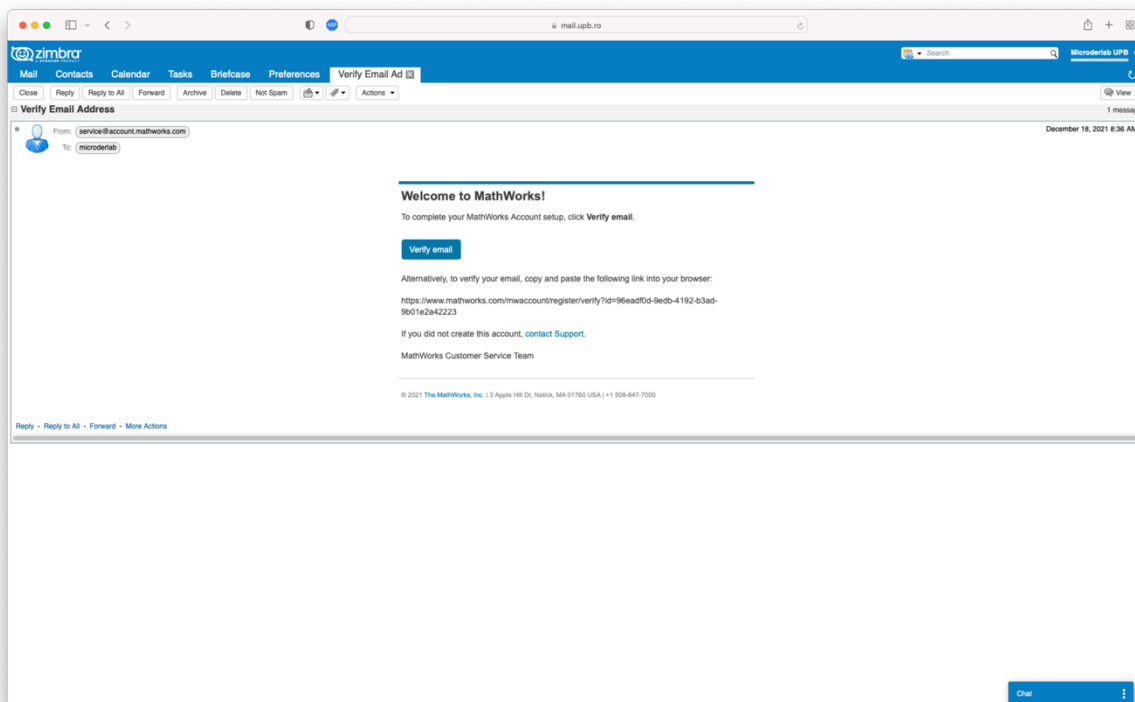 mail.upb.ro
zimbra
Search
Microderlab UPB
Mail Contacts Calendar Tasks Briefcase Preferences Verify Email Ad
Close Reply Reply to All Forward Archive Delete Not Spam Actions View
Verify Email Address
1 messag
From: service@account.mathworks.com
December 18, 2021 8:36 AM
To: microderlab
Welcome to MathWorks!
To complete your MathWorks Account setup, click Verify email.
Verify email
Alternatively, to verify your email, copy and paste the following link into your browser:
https://www.mathworks.com/mwaccount/register/verify?id=96eadf0d-9edb-4192-b3ad-
9b01e2a42223
If you did not create this account, contact Support.
MathWorks Customer Service Team
© 2021 The MathWorks, Inc. | 3 Apple Hill Dr, Natick, MA 01760 USA | +1 508-647-7000
Reply - Reply to All - Forward - More Actions
Chat